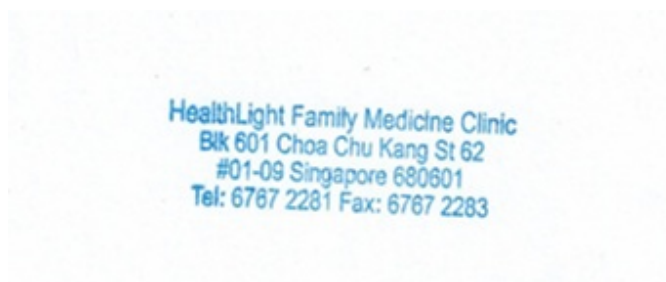 HealthLight Family Medicine Clinic
Blk 601 Choa Chu Kang St 62
#01-09 Singapore 680601
Tel: 6767 2281 Fax: 6767 2283